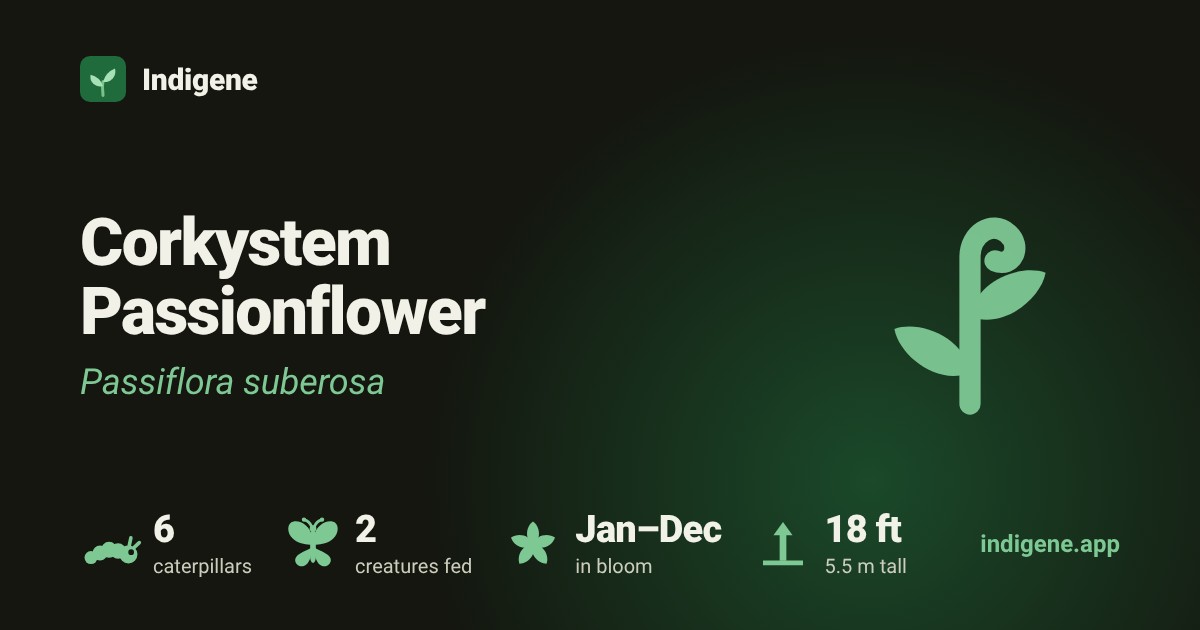 Indigene
Corkystem
Passionflower
Passiflora suberosa
6
caterpillars
2
creatures fed
Jan–Dec
in bloom
18 ft
5.5 m tall
indigene.app